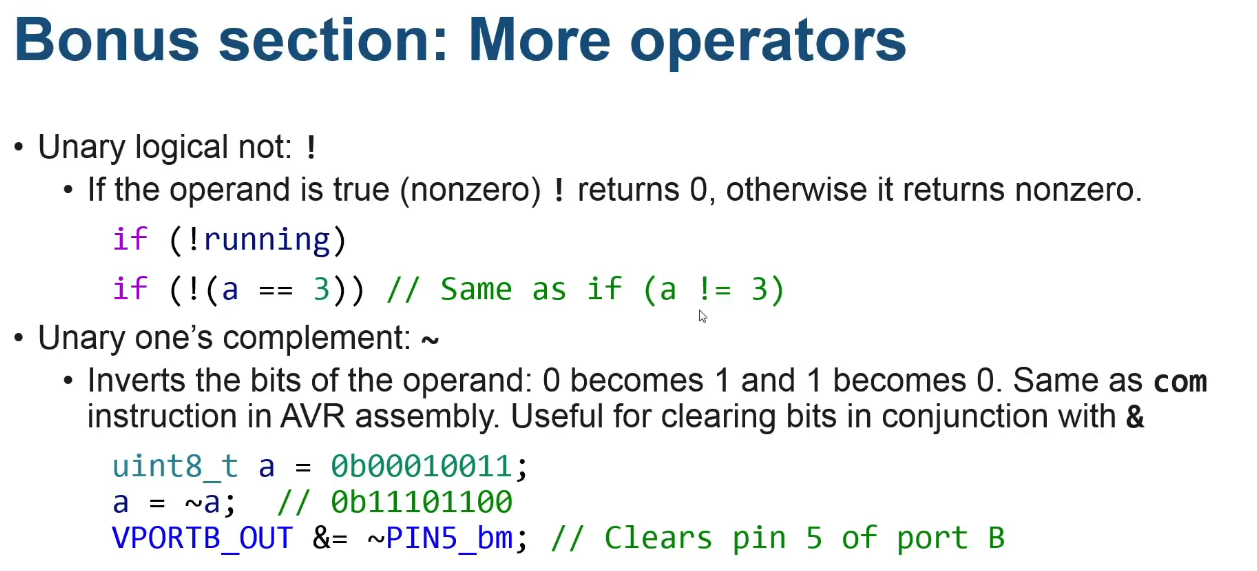 Bonus section: More operators
• Unary logical not: !
• If the operand is true (nonzero) ! returns 0, otherwise it returns nonzero.
if (!running)
if (!(a == 3)) // Same as if (a != 3)
• Unary one’s complement: ~
• Inverts the bits of the operand: 0 becomes 1 and 1 becomes 0. Same as com
instruction in AVR assembly. Useful for clearing bits in conjunction with &
uint8_t a = 0b00010011;
a = ~a;  // 0b11101100
VPORTB_OUT &= ~PIN5_bm; // Clears pin 5 of port B